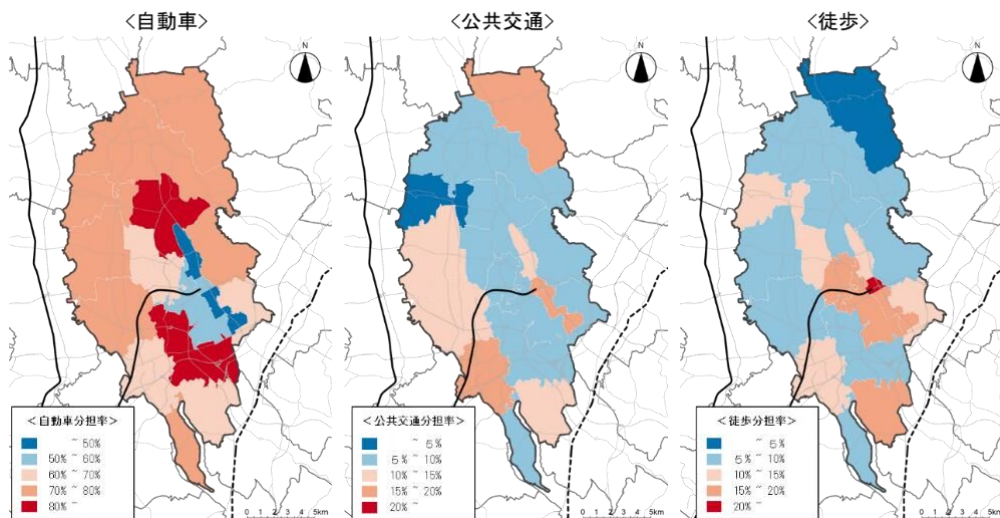 <自動車>
N
<自動車分担率>
～ 50%
50% ～ 60%
60% ～ 70%
70% ～ 80%
80% ～
0 1 2 3 4 5km
<公共交通>
N
<公共交通分担率>
～ 5%
5% ～ 10%
10% ～ 15%
15% ～ 20%
20% ～
0 1 2 3 4 5km
<徒歩>
N
<徒歩分担率>
～ 5%
5% ～ 10%
10% ～ 15%
15% ～ 20%
20% ～
0 1 2 3 4 5km